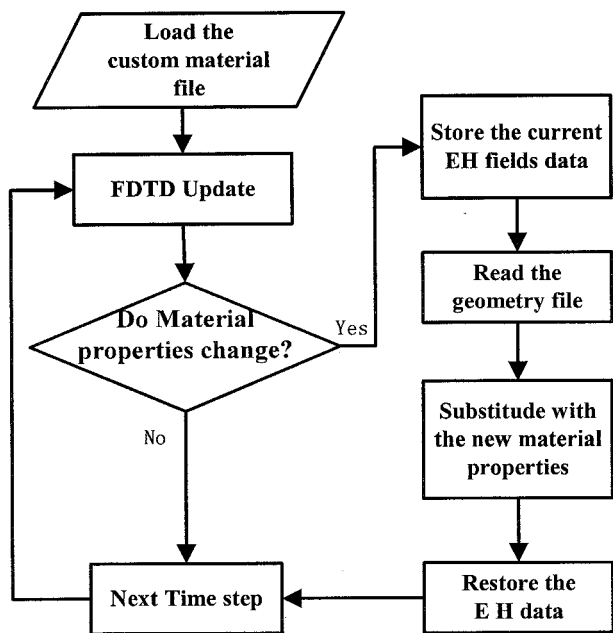 Load the
custom material
file
FDTD Update
Do Material
properties change?
Yes
No
Next Time step
Store the current
EH fields data
Read the
geometry file
Substitude with
the new material
properties
Restore the
E H data